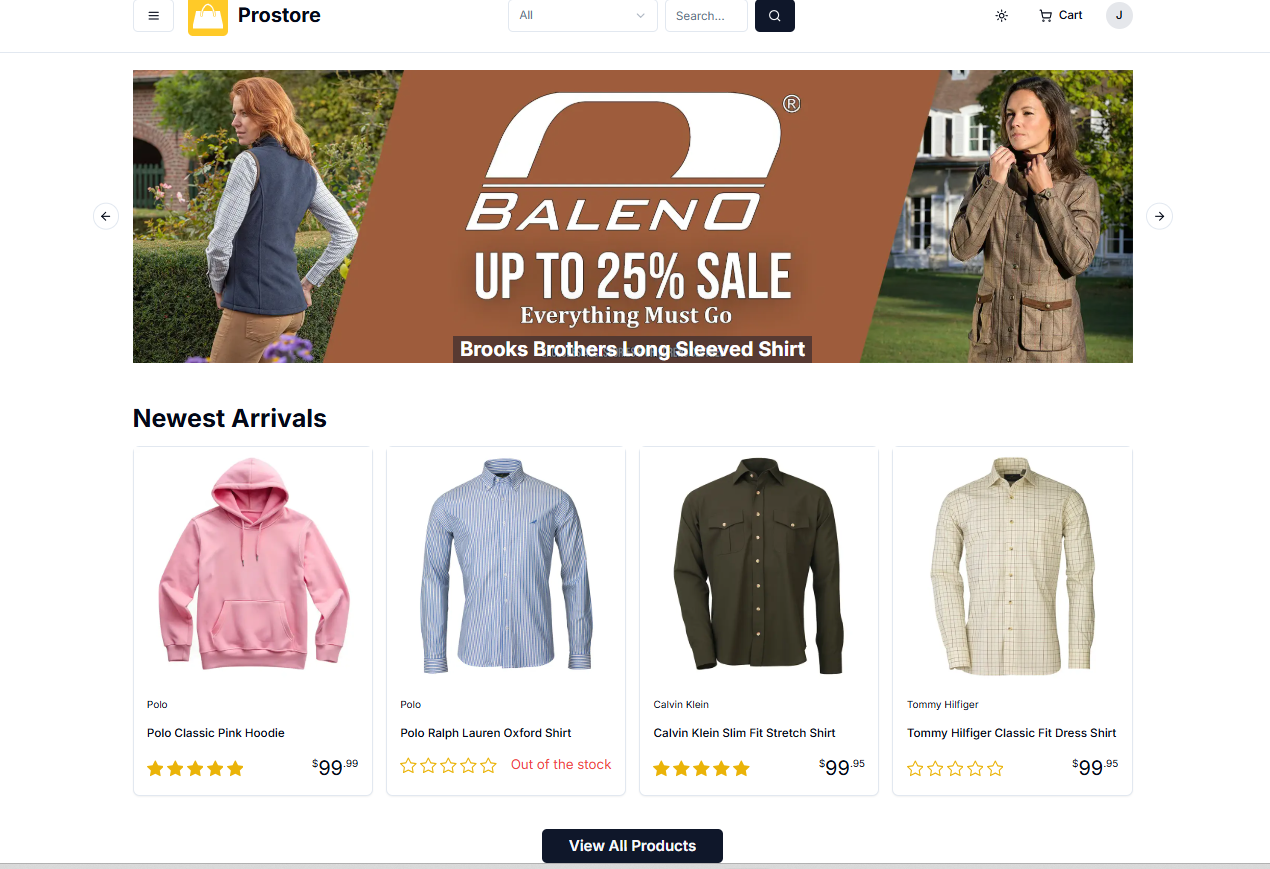 Prostore
All
Search...
Cart
J
®
BALENO
UP TO 25% SALE
Everything Must Go
Brooks Brothers Long Sleeved Shirt
Newest Arrivals
Polo
Polo Classic Pink Hoodie
$99.99
Polo
Polo Ralph Lauren Oxford Shirt
Out of the stock
Calvin Klein
Calvin Klein Slim Fit Stretch Shirt
$99.95
Tommy Hilfiger
Tommy Hilfiger Classic Fit Dress Shirt
$99.95
View All Products